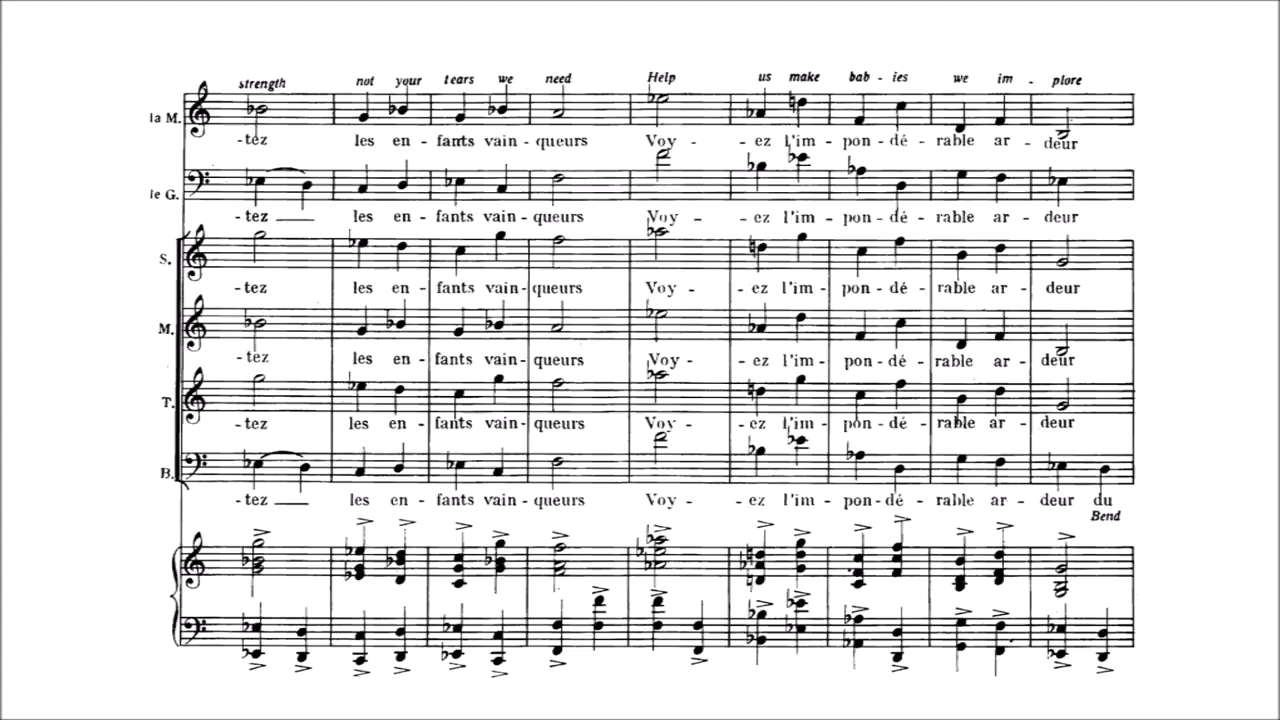 strength not your tears we need Help us make bab - ies we im - plore
la M.
-tez les en - fants vain - queurs Voy - - ez l'im - pon - dé - rable ar - deur
le G.
-tez les en - fants vain - queurs Voy - - ez l'im - pon - dé - rable ar - deur
S.
-tez les en - fants vain - queurs Voy - - ez l'im - pon - dé - rable ar - deur
M.
-tez les en - fants vain - queurs Voy - - ez l'im - pon - dé - rable ar - deur
T.
-tez les en - fants vain - queurs Voy - - ez l'im - pon - dé - rable ar - deur
B.
-tez les en - fants vain - queurs Voy - - ez l'im - pon - dé - rable ar - deur du
Bend